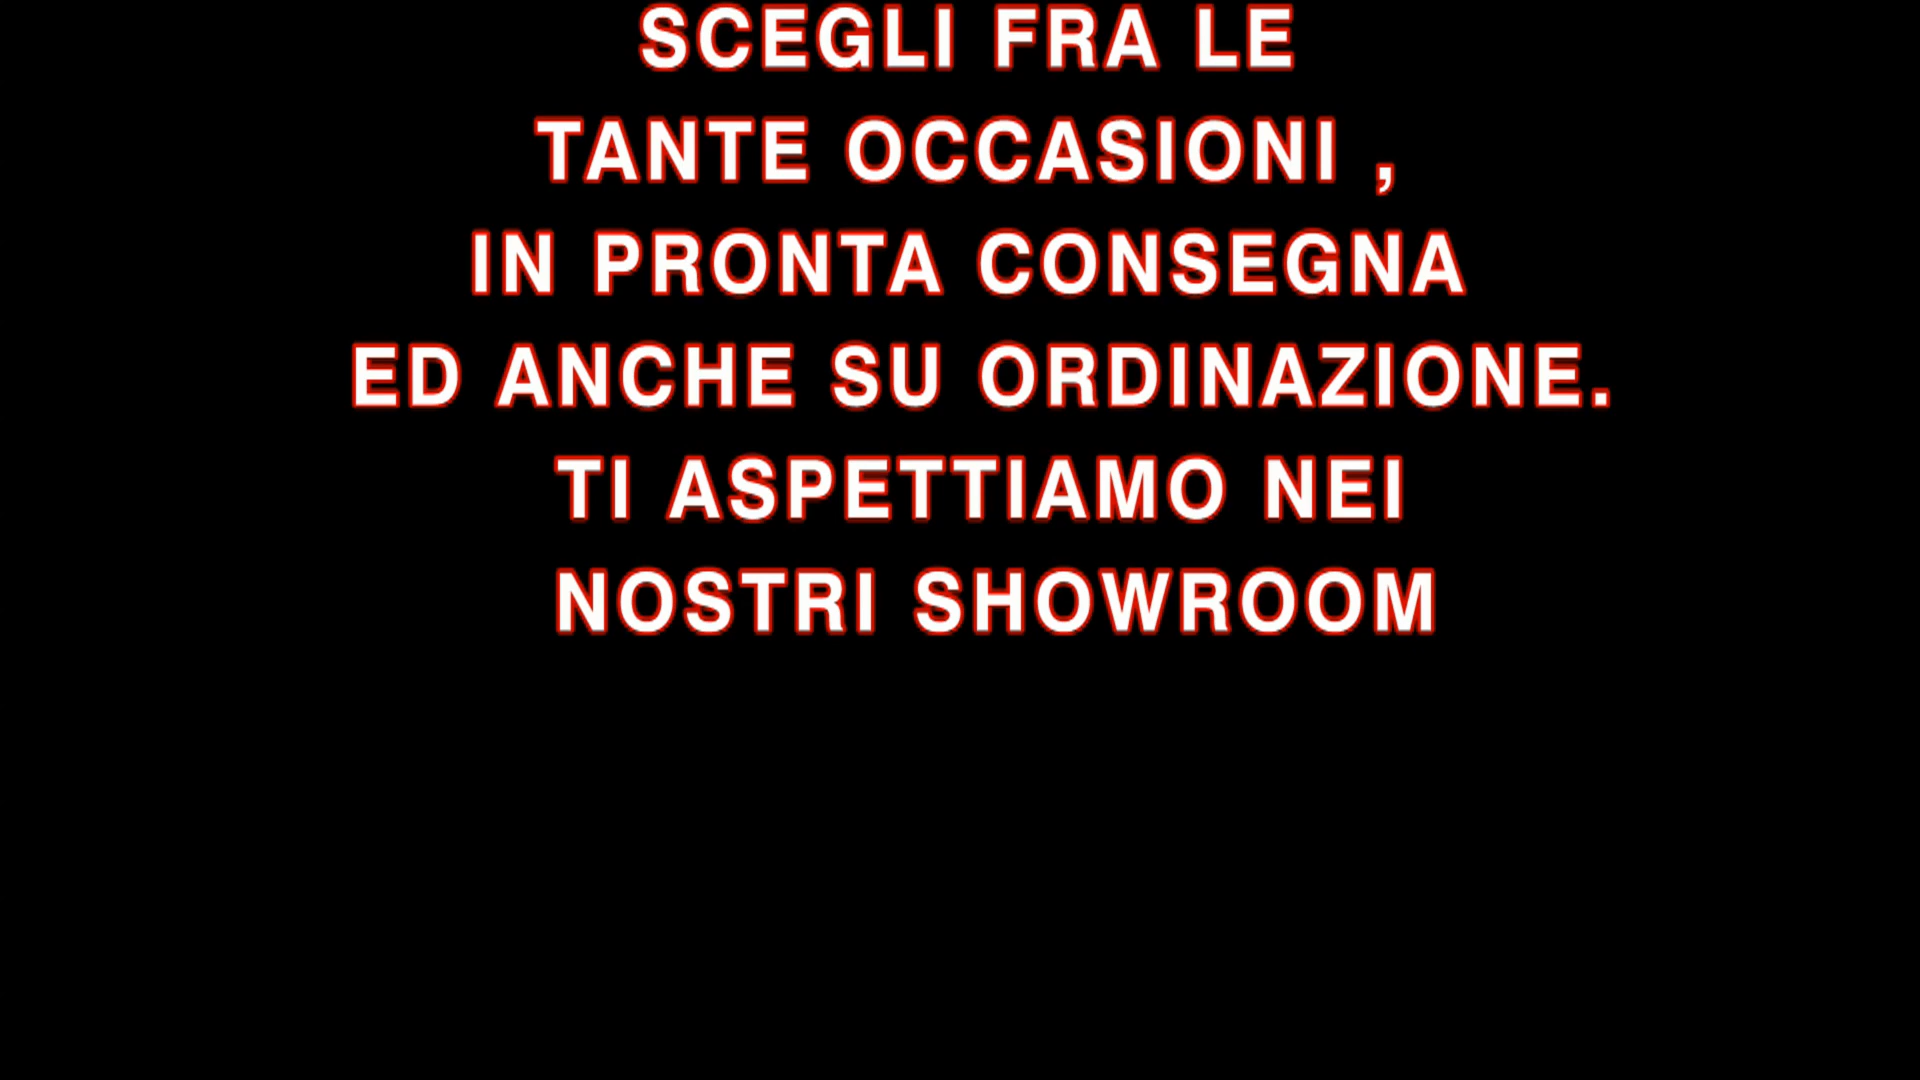 SCEGLI FRA LE
TANTE OCCASIONI ,
IN PRONTA CONSEGNA
ED ANCHE SU ORDINAZIONE.
TI ASPETTIAMO NEI
NOSTRI SHOWROOM